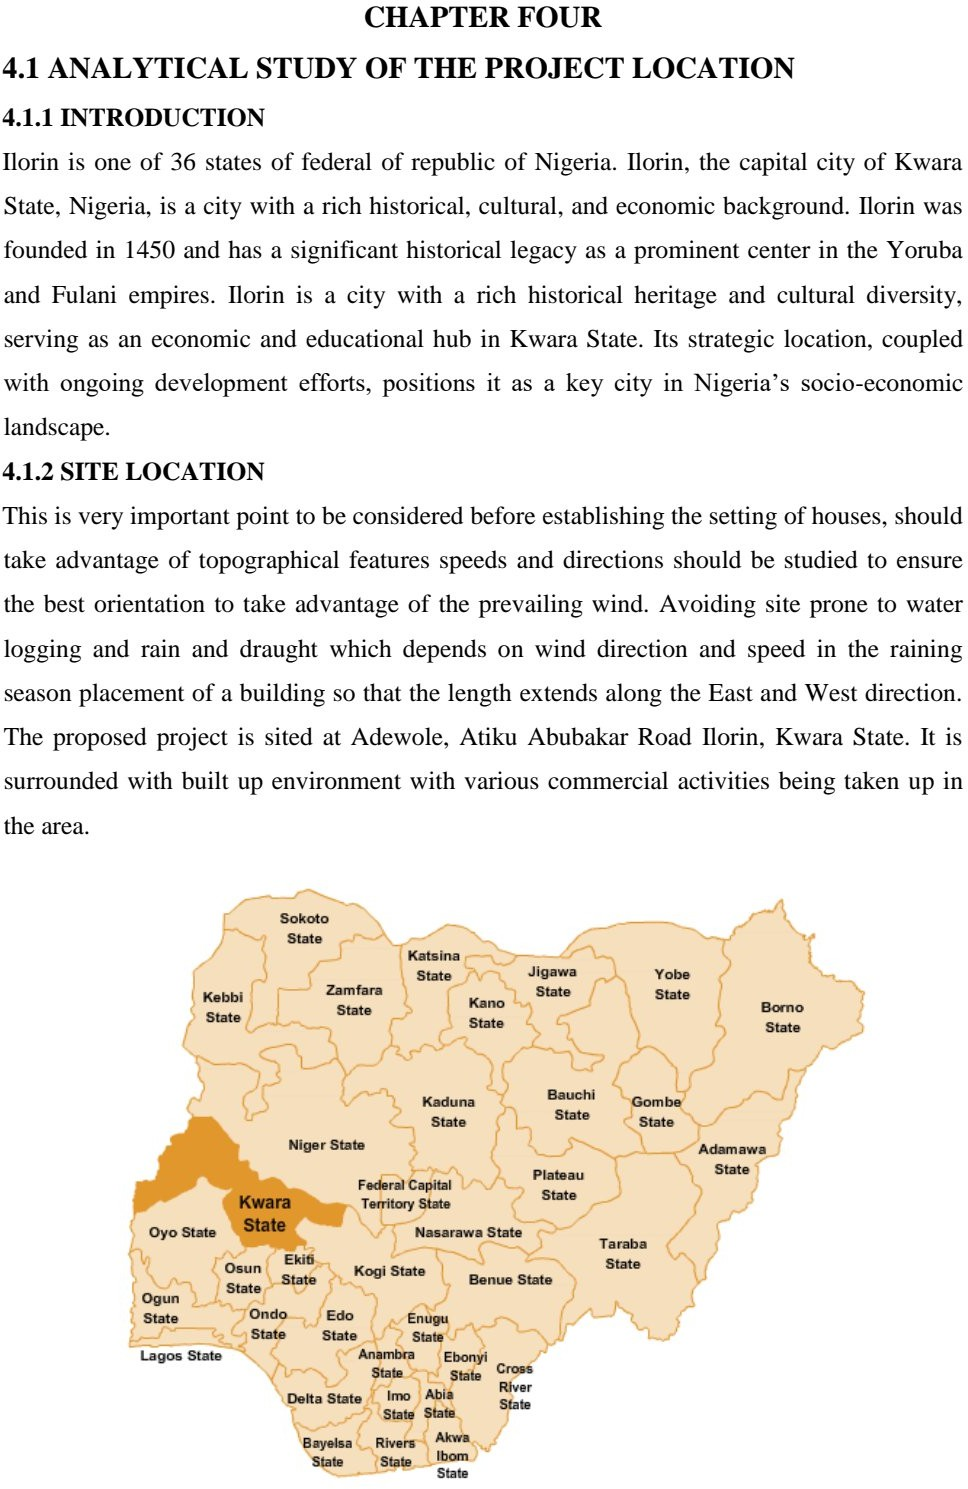 CHAPTER FOUR
4.1 ANALYTICAL STUDY OF THE PROJECT LOCATION
4.1.1 INTRODUCTION
Ilorin is one of 36 states of federal of republic of Nigeria. Ilorin, the capital city of Kwara
State, Nigeria, is a city with a rich historical, cultural, and economic background. Ilorin was
founded in 1450 and has a significant historical legacy as a prominent center in the Yoruba
and Fulani empires. Ilorin is a city with a rich historical heritage and cultural diversity,
serving as an economic and educational hub in Kwara State. Its strategic location, coupled
with ongoing development efforts, positions it as a key city in Nigeria’s socio-economic
landscape.
4.1.2 SITE LOCATION
This is very important point to be considered before establishing the setting of houses, should
take advantage of topographical features speeds and directions should be studied to ensure
the best orientation to take advantage of the prevailing wind. Avoiding site prone to water
logging and rain and draught which depends on wind direction and speed in the raining
season placement of a building so that the length extends along the East and West direction.
The proposed project is sited at Adewole, Atiku Abubakar Road Ilorin, Kwara State. It is
surrounded with built up environment with various commercial activities being taken up in
the area.
Sokoto
State
Katsina
State
Jigawa
State
Yobe
State
Zamfara
State
Kebbi
State
Kano
State
Borno
State
Kaduna
State
Bauchi
State
Gombe
State
Niger State
Adamawa
State
Federal Capital
Territory State
Plateau
State
Kwara
State
Oyo State
Nasarawa State
Taraba
State
Osun
State
Ekiti
State
Kogi State
Benue State
Ogun
State
Ondo
State
Edo
State
Enugu
State
Lagos State
Anambra
State
Ebonyi
State
Cross
River
State
Delta State
Imo
State
Abia
State
Bayelsa
State
Rivers
State
Akwa
Ibom
State